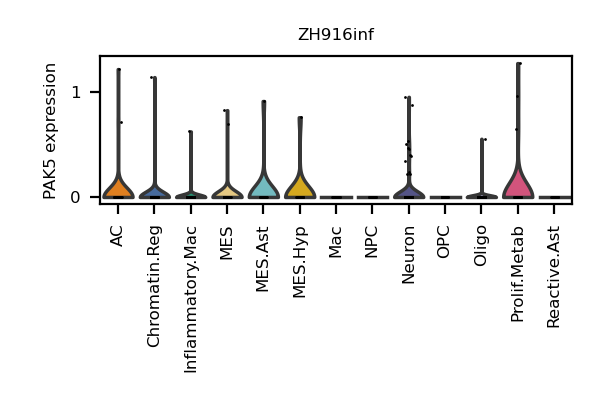 ZH916inf
PAK5 expression
1
0
AC
Chromatin.Reg
Inflammatory.Mac
MES
MES.Ast
MES.Hyp
Mac
NPC
Neuron
OPC
Oligo
Prolif.Metab
Reactive.Ast